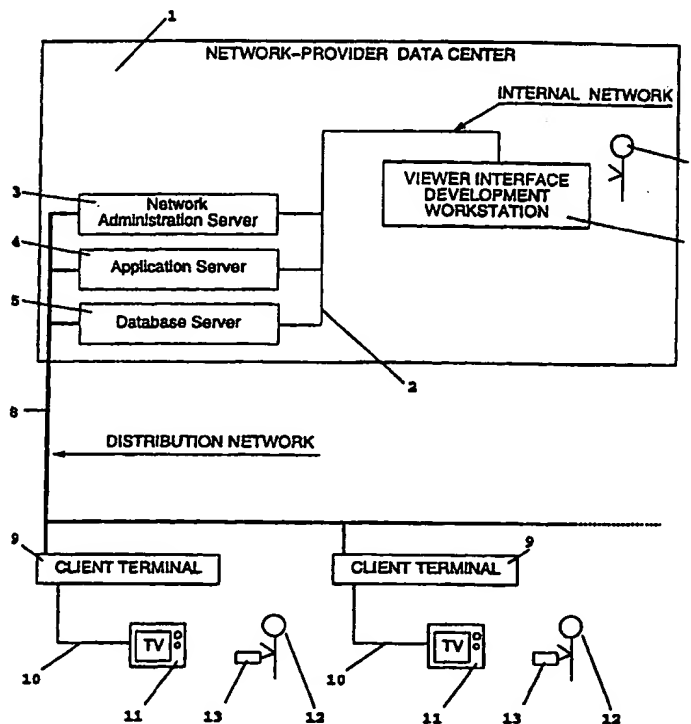 1
NETWORK-PROVIDER DATA CENTER
INTERNAL NETWORK
3
Network
Administration Server
VIEWER INTERFACE
DEVELOPMENT
WORKSTATION
4
Application Server
5
Database Server
2
8
DISTRIBUTION NETWORK
9
CLIENT TERMINAL
9
CLIENT TERMINAL
TV
TV
10
11
13
12
10
11
13
12